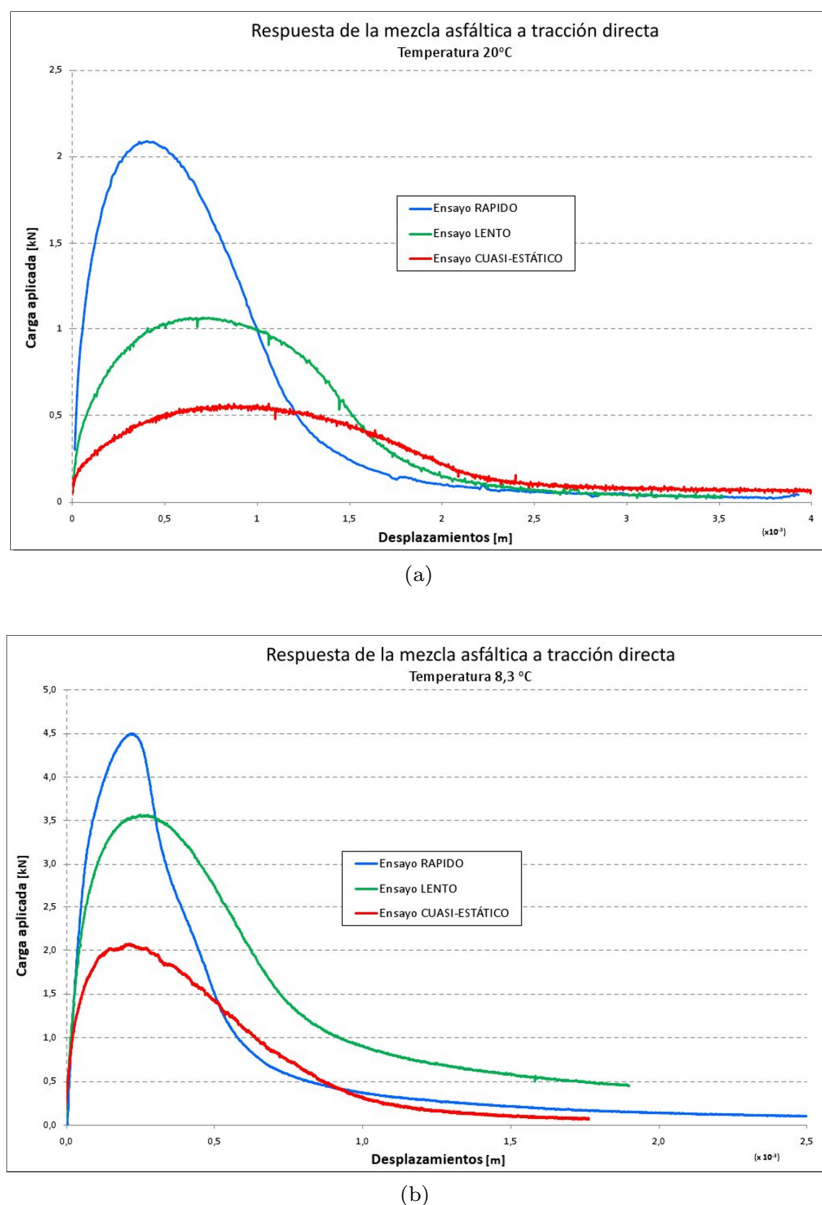 Respuesta de la mezcla asfáltica a tracción directa
Temperatura 20°C
Carga aplicada [kN]
2,5
2
1,5
1
0,5
0
Ensayo RAPIDO
Ensayo LENTO
Ensayo CUASI-ESTÁTICO
0 0,5 1 1,5 2 2,5 3 3,5 4
Desplazamientos [m]
(x10⁻³)
(a)
Respuesta de la mezcla asfáltica a tracción directa
Temperatura 8,3 °C
Carga aplicada [kN]
5,0
4,5
4,0
3,5
3,0
2,5
2,0
1,5
1,0
0,5
0,0
Ensayo RAPIDO
Ensayo LENTO
Ensayo CUASI-ESTÁTICO
0,0 0,5 1,0 1,5 2,0 2,5
Desplazamientos [m]
(x 10⁻³)
(b)